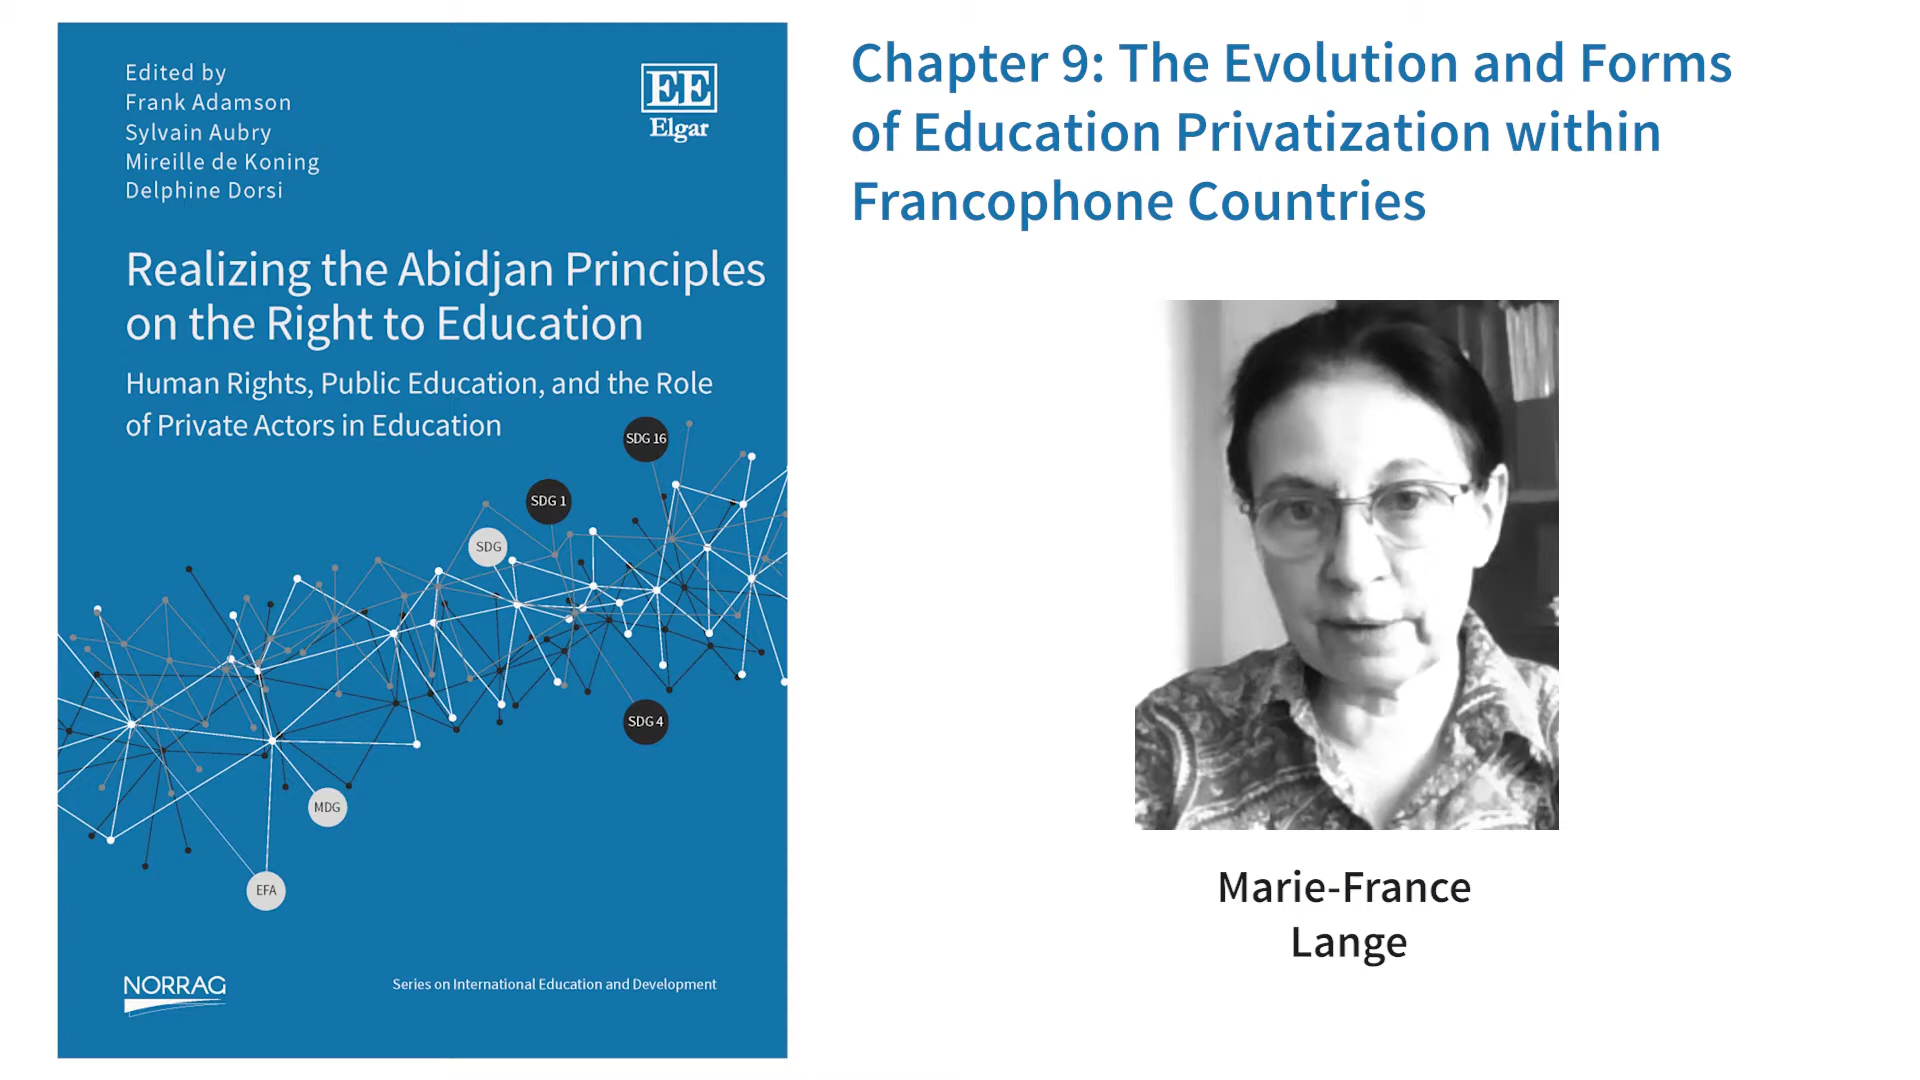 Edited by
Frank Adamson
Sylvain Aubry
Mireille de Koning
Delphine Dorsi
EE
Elgar
Realizing the Abidjan Principles
on the Right to Education
Human Rights, Public Education, and the Role
of Private Actors in Education
SDG 16
SDG 1
SDG
SDG 4
MDG
EFA
NORRAG
Series on International Education and Development
Chapter 9: The Evolution and Forms
of Education Privatization within
Francophone Countries
Marie-France
Lange